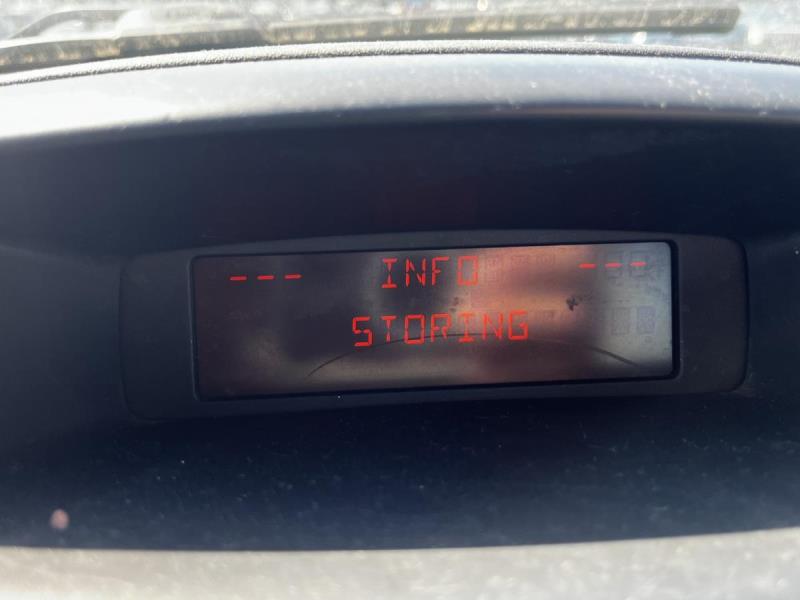 --- INFO ---
STORING